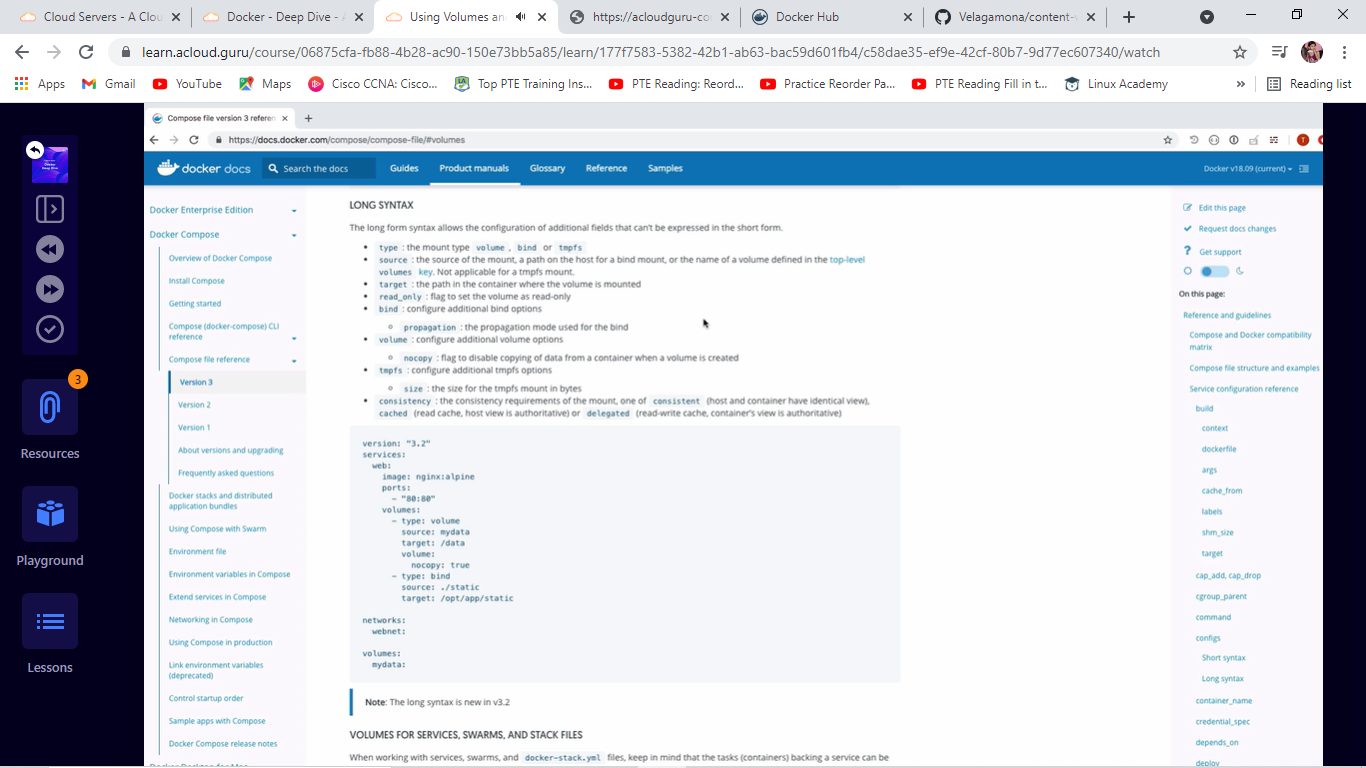 Cloud Servers - A Clou
Docker - Deep Dive - A
Using Volumes an
https://acloudguru-co
Docker Hub
Velagamona/content-
learn.acloud.guru/course/06875cfa-fb88-4b28-ac90-150e73bb5a85/learn/177f7583-5382-42b1-ab63-bac59d601fb4/c58dae35-ef9e-42cf-80b7-9d77ec607340/watch
Apps
Gmail
YouTube
Maps
Cisco CCNA: Cisco...
Top PTE Training Ins...
PTE Reading: Reord...
Practice Reorder Pa...
PTE Reading Fill in t...
Linux Academy
»
Reading list
Compose file version 3 referen
https://docs.docker.com/compose/compose-file/#volumes
T
docker docs
Search the docs
Guides
Product manuals
Glossary
Reference
Samples
Docker v18.09 (current)
3
Resources
Playground
Lessons
Docker Enterprise Edition
Docker Compose
Overview of Docker Compose
Install Compose
Getting started
Compose (docker-compose) CLI
reference
Compose file reference
Version 3
Version 2
Version 1
About versions and upgrading
Frequently asked questions
Docker stacks and distributed
application bundles
Using Compose with Swarm
Environment file
Environment variables in Compose
Extend services in Compose
Networking in Compose
Using Compose in production
Link environment variables
(deprecated)
Control startup order
Sample apps with Compose
Docker Compose release notes
LONG SYNTAX
The long form syntax allows the configuration of additional fields that can't be expressed in the short form.
• type : the mount type volume , bind or tmpfs
• source : the source of the mount, a path on the host for a bind mount, or the name of a volume defined in the top-level
volumes key. Not applicable for a tmpfs mount.
• target : the path in the container where the volume is mounted
• read_only : flag to set the volume as read-only
• bind : configure additional bind options
◦ propagation : the propagation mode used for the bind
• volume : configure additional volume options
◦ nocopy : flag to disable copying of data from a container when a volume is created
• tmpfs : configure additional tmpfs options
◦ size : the size for the tmpfs mount in bytes
• consistency : the consistency requirements of the mount, one of consistent (host and container have identical view),
cached (read cache, host view is authoritative) or delegated (read-write cache, container's view is authoritative)
version: "3.2"
services:
web:
image: nginx:alpine
ports:
- "80:80"
volumes:
- type: volume
source: mydata
target: /data
volume:
nocopy: true
- type: bind
source: ./static
target: /opt/app/static
networks:
webnet:
volumes:
mydata:
Note: The long syntax is new in v3.2
VOLUMES FOR SERVICES, SWARMS, AND STACK FILES
When working with services, swarms, and docker-stack.yml files, keep in mind that the tasks (containers) backing a service can be
Edit this page
Request docs changes
Get support
On this page:
Reference and guidelines
Compose and Docker compatibility
matrix
Compose file structure and examples
Service configuration reference
build
context
dockerfile
args
cache_from
labels
shm_size
target
cap_add, cap_drop
cgroup_parent
command
configs
Short syntax
Long syntax
container_name
credential_spec
depends_on
deploy